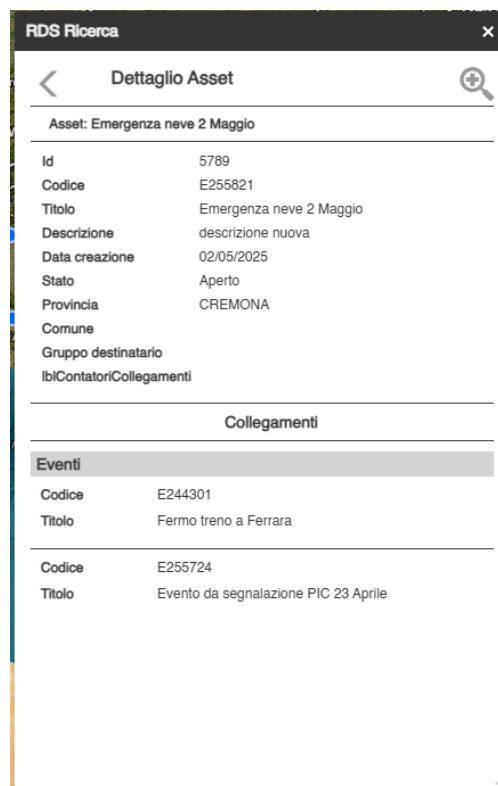 RDS Ricerca ×
Dettaglio Asset
Asset: Emergenza neve 2 Maggio
Id 5789
Codice E255821
Titolo Emergenza neve 2 Maggio
Descrizione descrizione nuova
Data creazione 02/05/2025
Stato Aperto
Provincia CREMONA
Comune
Gruppo destinatario
lblContatoriCollegamenti
Collegamenti
Eventi
Codice E244301
Titolo Fermo treno a Ferrara
Codice E255724
Titolo Evento da segnalazione PIC 23 Aprile